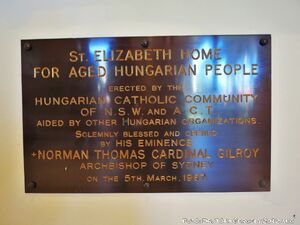 ST. ELIZABETH HOME
FOR AGED HUNGARIAN PEOPLE
ERECTED BY THE
HUNGARIAN CATHOLIC COMMUNITY
OF N.S.W. AND A.C.T.
AIDED BY OTHER HUNGARIAN ORGANIZATIONS.
SOLEMNLY BLESSED AND OPENED
BY HIS EMINENCE
+NORMAN THOMAS CARDINAL GILROY
ARCHBISHOP OF SYDNEY
ON THE 5TH. MARCH,